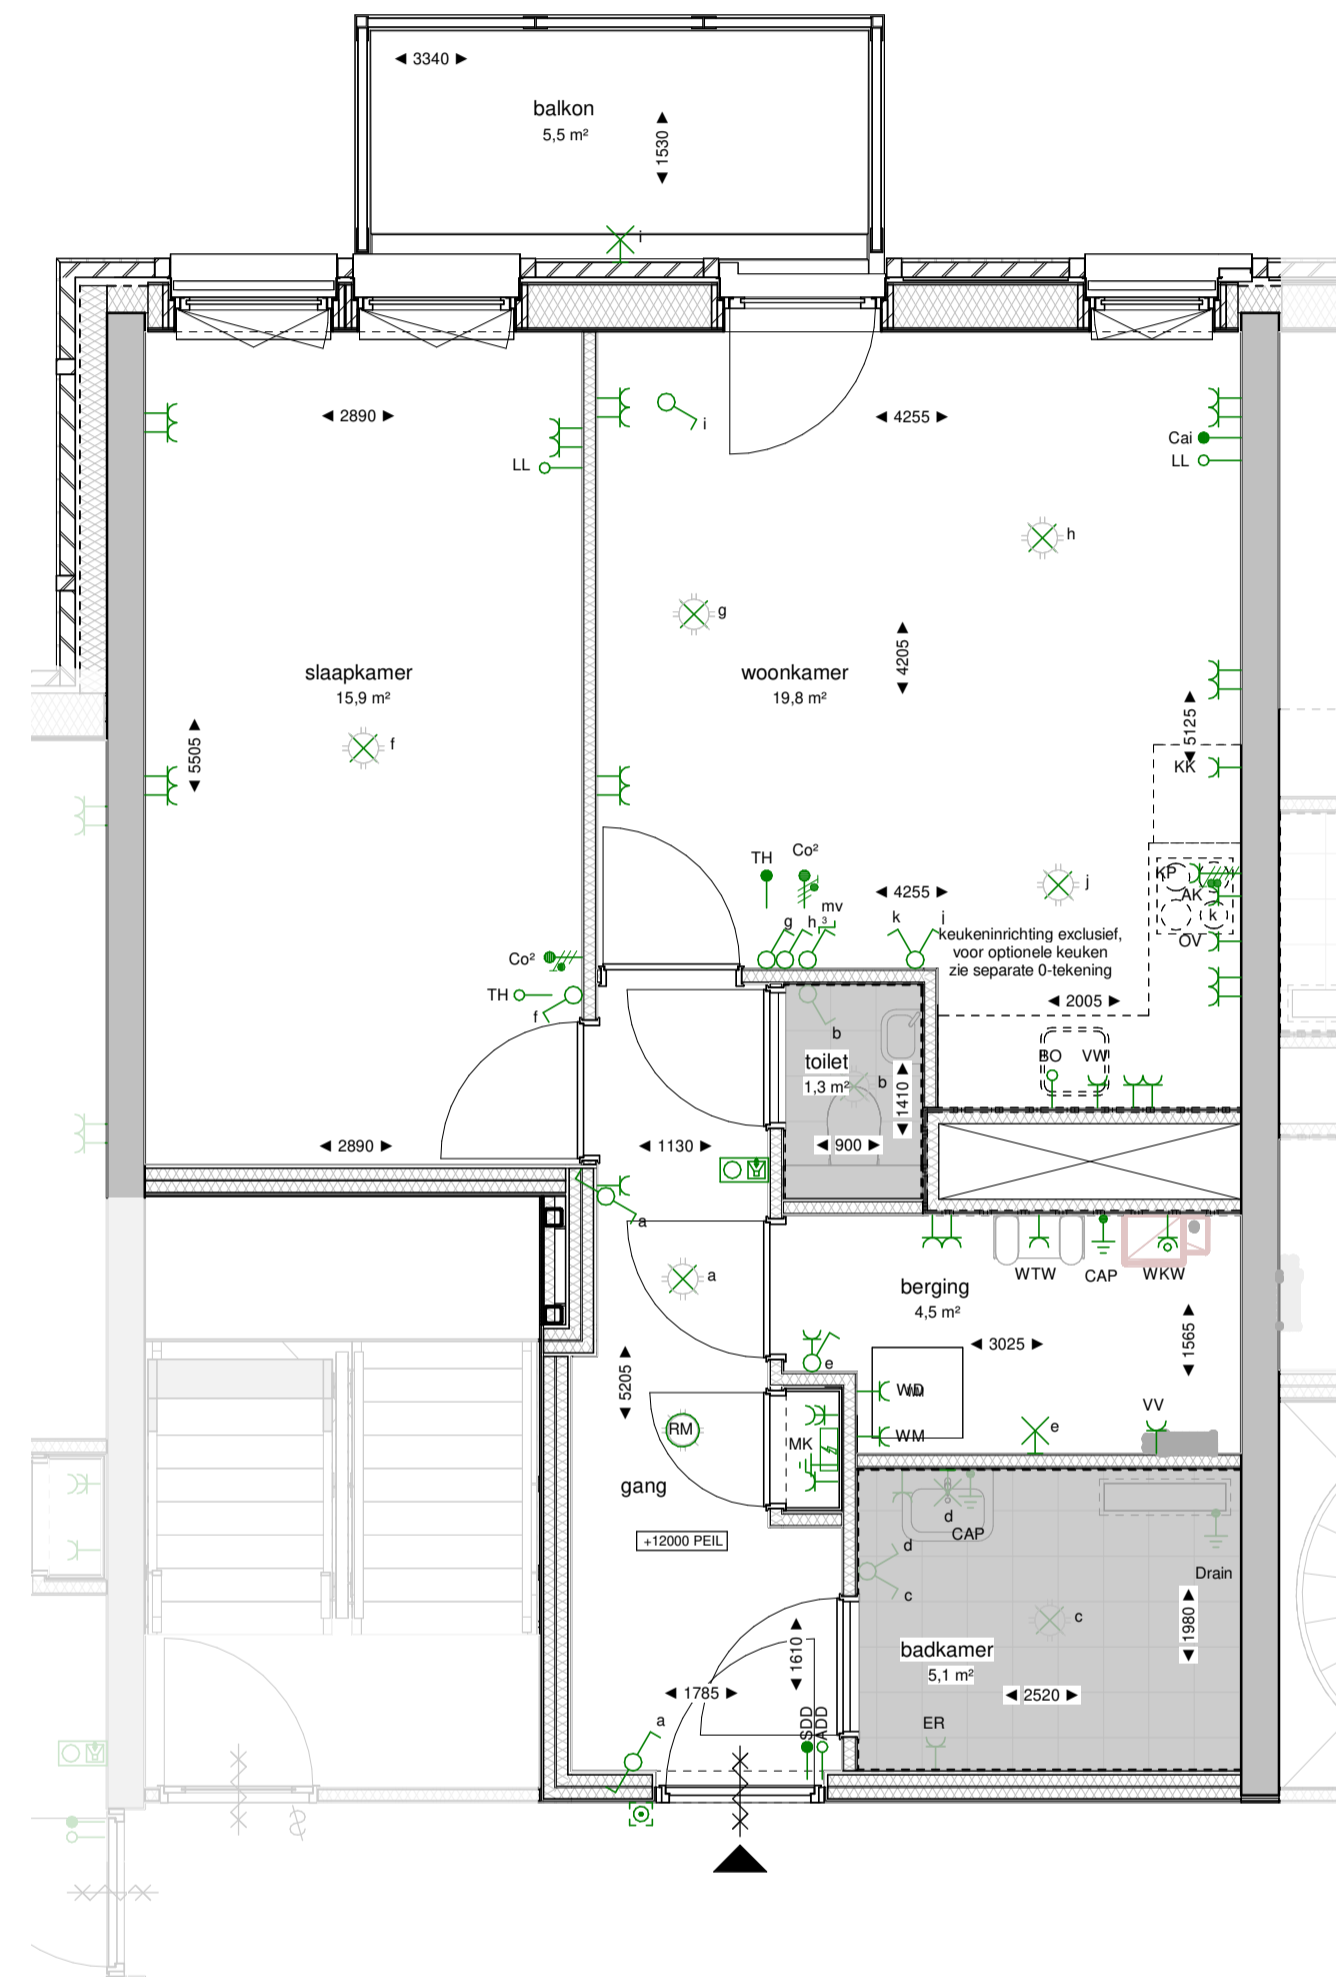 3340
balkon
5,5 m²
1530
i
2890
4255
i
Cai
LL
LL
h
g
slaapkamer
15,9 m²
woonkamer
19,8 m²
4205
5505
f
5125
KK
TH
Co²
KP
AK
k
OV
4255
j
mv
g
h
3
k
j
keukeninrichting exclusief,
voor optionele keuken
zie separate 0-tekening
2005
Co²
TH
f
b
toilet
1,3 m²
b
1410
900
BO
VW
2890
1130
a
a
berging
4,5 m²
WTW
CAP
WKW
3025
1565
5205
e
WD
WM
VV
e
RM
MK
gang
+12000 PEIL
d
CAP
d
c
Drain
c
badkamer
5,1 m²
1980
2520
1610
1785
ER
SDD
ADD
a